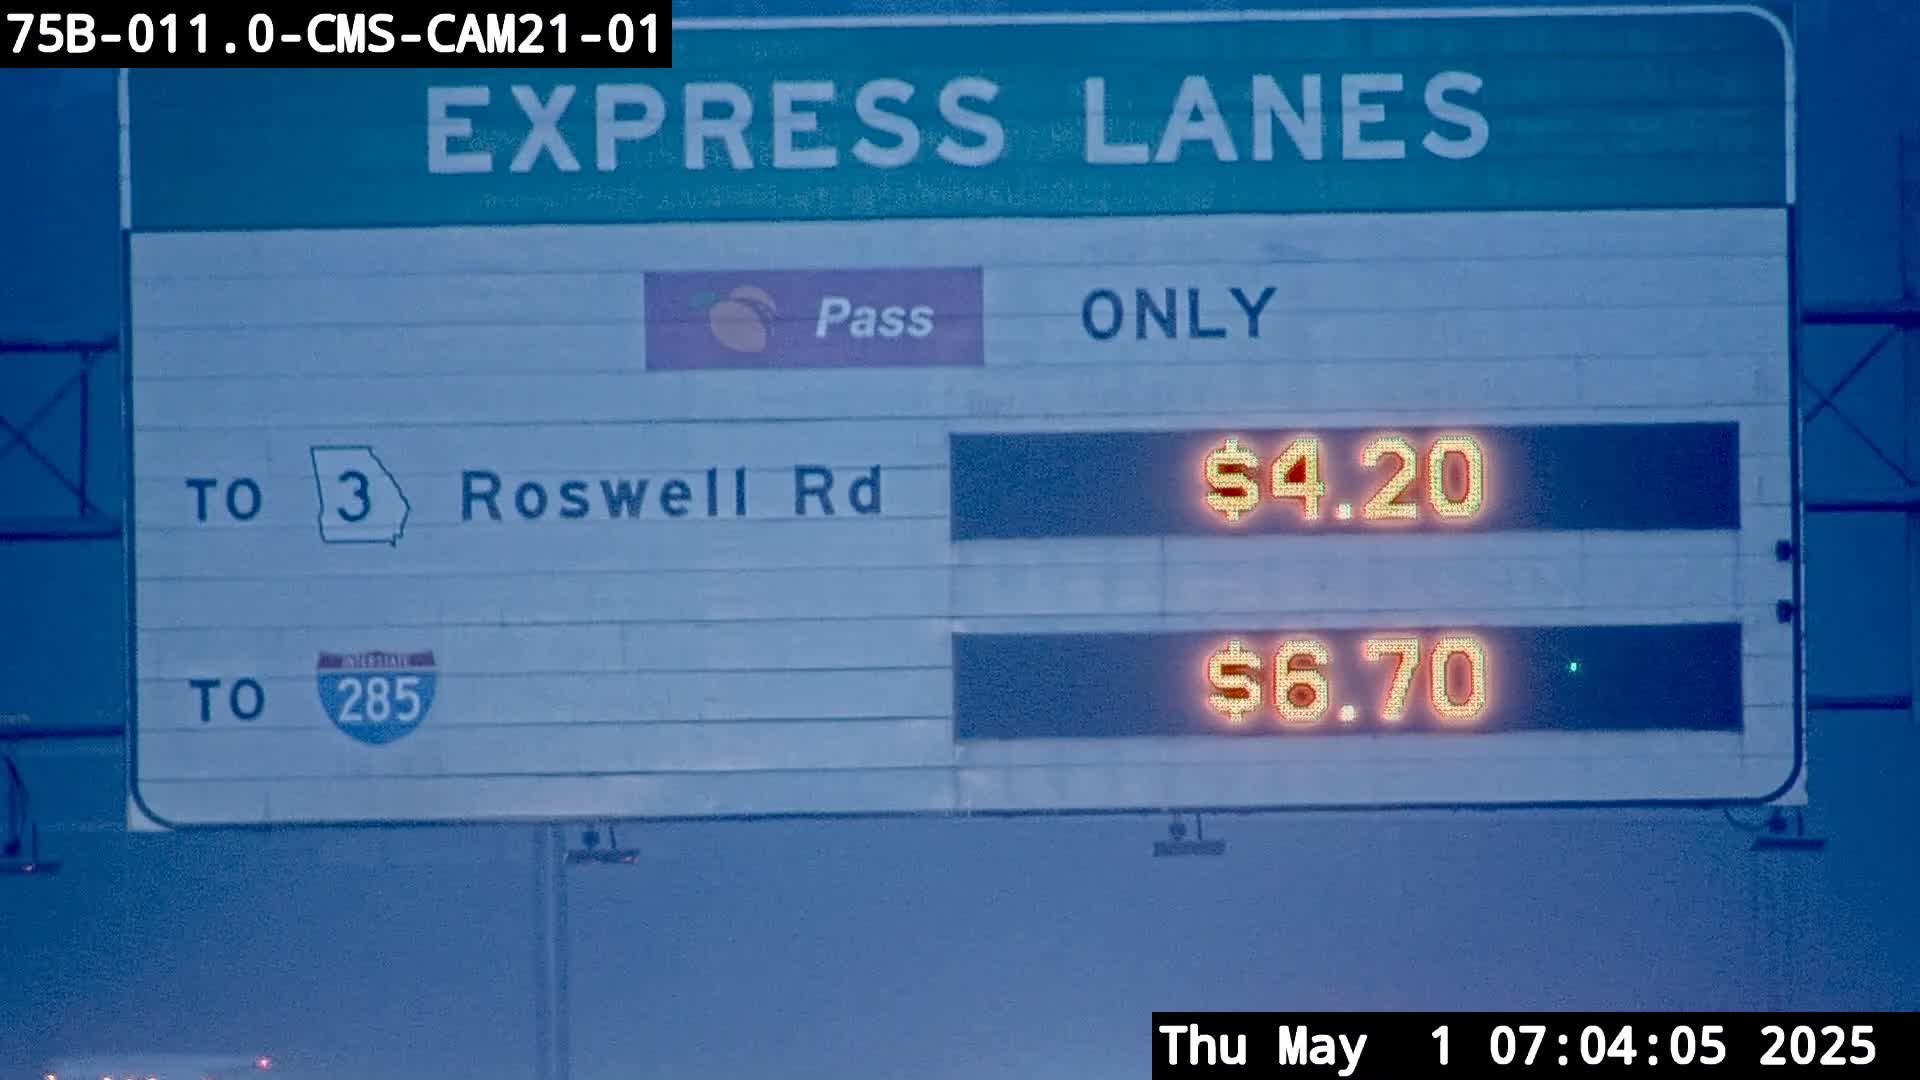 75B-011.0-CMS-CAM21-01
EXPRESS LANES
Pass ONLY
TO 3 Roswell Rd $4.20
TO INTERSTATE 285 $6.70
Thu May 1 07:04:05 2025